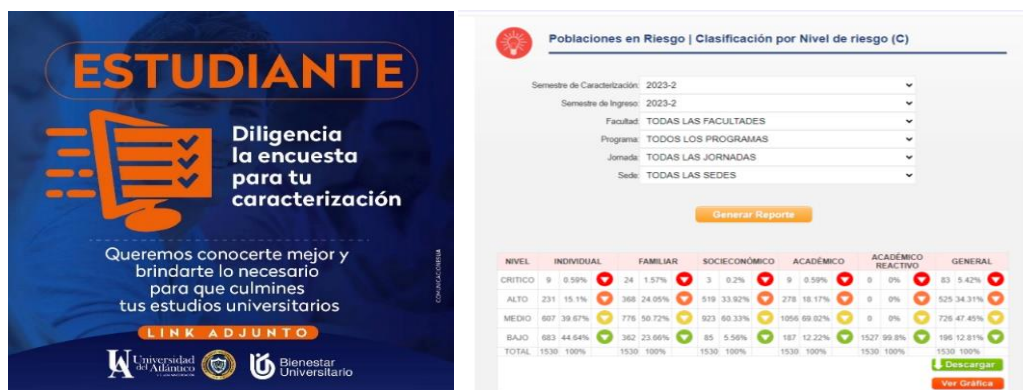 ESTUDIANTE
Diligencia
la encuesta
para tu
caracterización
Queremos conocerte mejor y
brindarte lo necesario
para que culmines
tus estudios universitarios
LINK ADJUNTO
Universidad
del Atlántico
Bienestar
Universitario
Poblaciones en Riesgo | Clasificación por Nivel de riesgo (C)
Semestre de Caracterización: 2023-2
Semestre de Ingreso: 2023-2
Facultad: TODAS LAS FACULTADES
Programa: TODOS LOS PROGRAMAS
Jornada: TODAS LAS JORNADAS
Sede: TODAS LAS SEDES
Generar Reporte
NIVEL INDIVIDUAL FAMILIAR SOCIECONÓMICO ACADÉMICO ACADÉMICO REACTIVO GENERAL
CRITICO 9 0.59% 24 1.57% 3 0.2% 9 0.59% 0 0% 83 5.42%
ALTO 231 15.1% 368 24.05% 519 33.92% 278 18.17% 0 0% 525 34.31%
MEDIO 607 39.67% 776 50.72% 923 60.33% 1056 69.02% 0 0% 726 47.45%
BAJO 683 44.64% 362 23.66% 85 5.56% 187 12.22% 1527 99.8% 196 12.81%
TOTAL 1530 100% 1530 100% 1530 100% 1530 100% 1530 100% 1530 100%
Descargar
Ver Gráfica